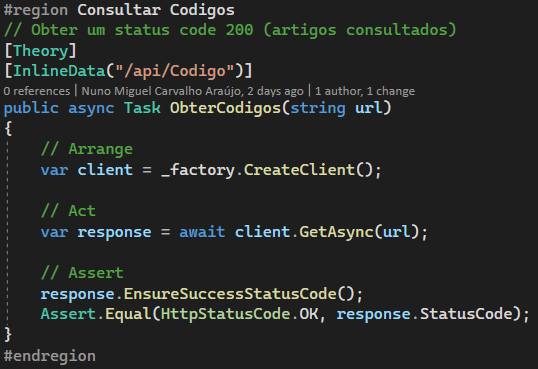 #region Consultar Codigos
// Obter um status code 200 (artigos consultados)
[Theory]
[InlineData("/api/Codigo")]
0 references | Nuno Miguel Carvalho Araújo, 2 days ago | 1 author, 1 change
public async Task ObterCodigos(string url)
{
    // Arrange
    var client = _factory.CreateClient();

    // Act
    var response = await client.GetAsync(url);

    // Assert
    response.EnsureSuccessStatusCode();
    Assert.Equal(HttpStatusCode.OK, response.StatusCode);
}
#endregion